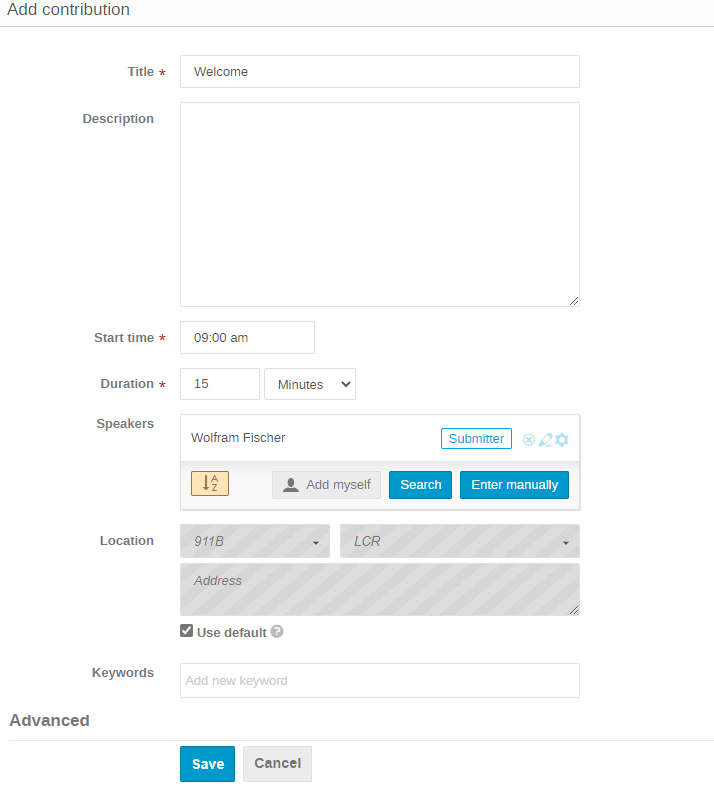 Add contribution
Title *
Welcome
Description
Start time *
09:00 am
Duration *
15
Minutes
Speakers
Wolfram Fischer
Submitter
A
Z
Add myself
Search
Enter manually
Location
911B
LCR
Address
Use default ?
Keywords
Add new keyword
Advanced
Save
Cancel